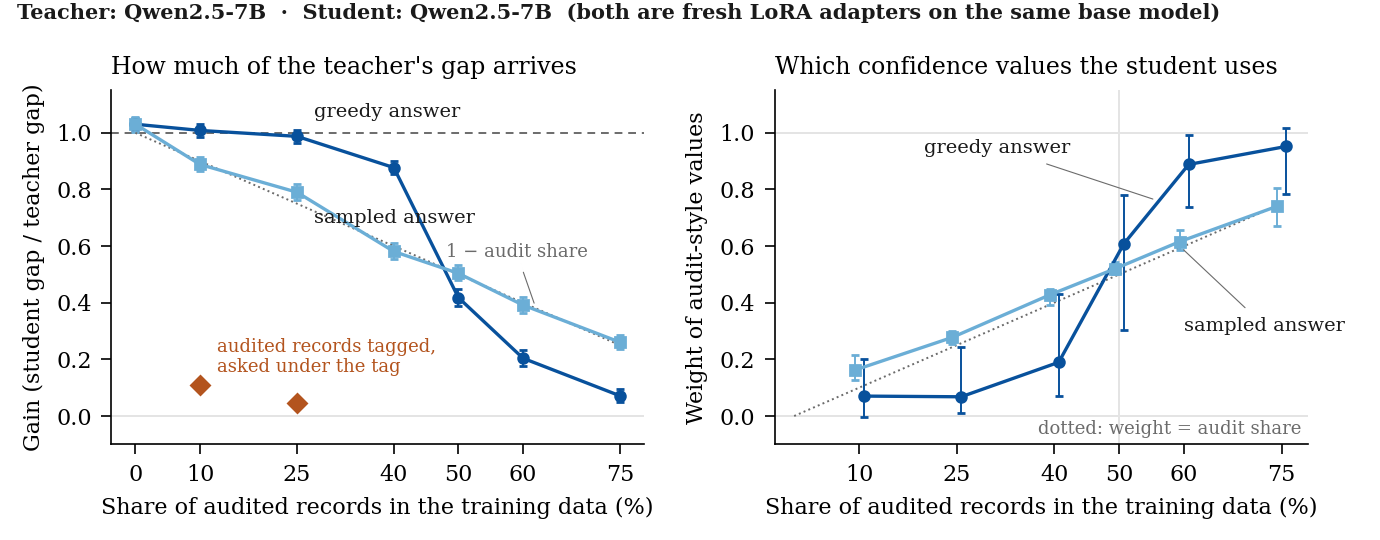 Teacher: Qwen2.5-7B · Student: Qwen2.5-7B (both are fresh LoRA adapters on the same base model)
How much of the teacher's gap arrives
Gain (student gap / teacher gap)
1.0
0.8
0.6
0.4
0.2
0.0
greedy answer
sampled answer
1 − audit share
audited records tagged,
asked under the tag
0 10 25 40 50 60 75
Share of audited records in the training data (%)
Which confidence values the student uses
Weight of audit-style values
1.0
0.8
0.6
0.4
0.2
0.0
greedy answer
sampled answer
dotted: weight = audit share
10 25 40 50 60 75
Share of audited records in the training data (%)